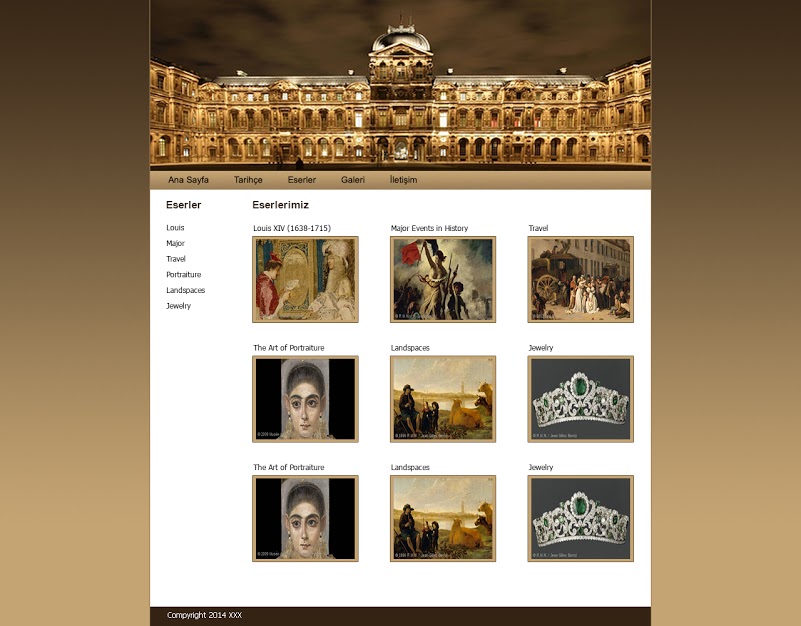 Ana Sayfa Tarihçe Eserler Galeri İletişim
Eserler
Louis
Major
Travel
Portraiture
Landspaces
Jewelry
Eserlerimiz
Louis XIV (1638-1715) Major Events in History Travel
The Art of Portraiture Landspaces Jewelry
The Art of Portraiture Landspaces Jewelry
Compyright 2014 XXX